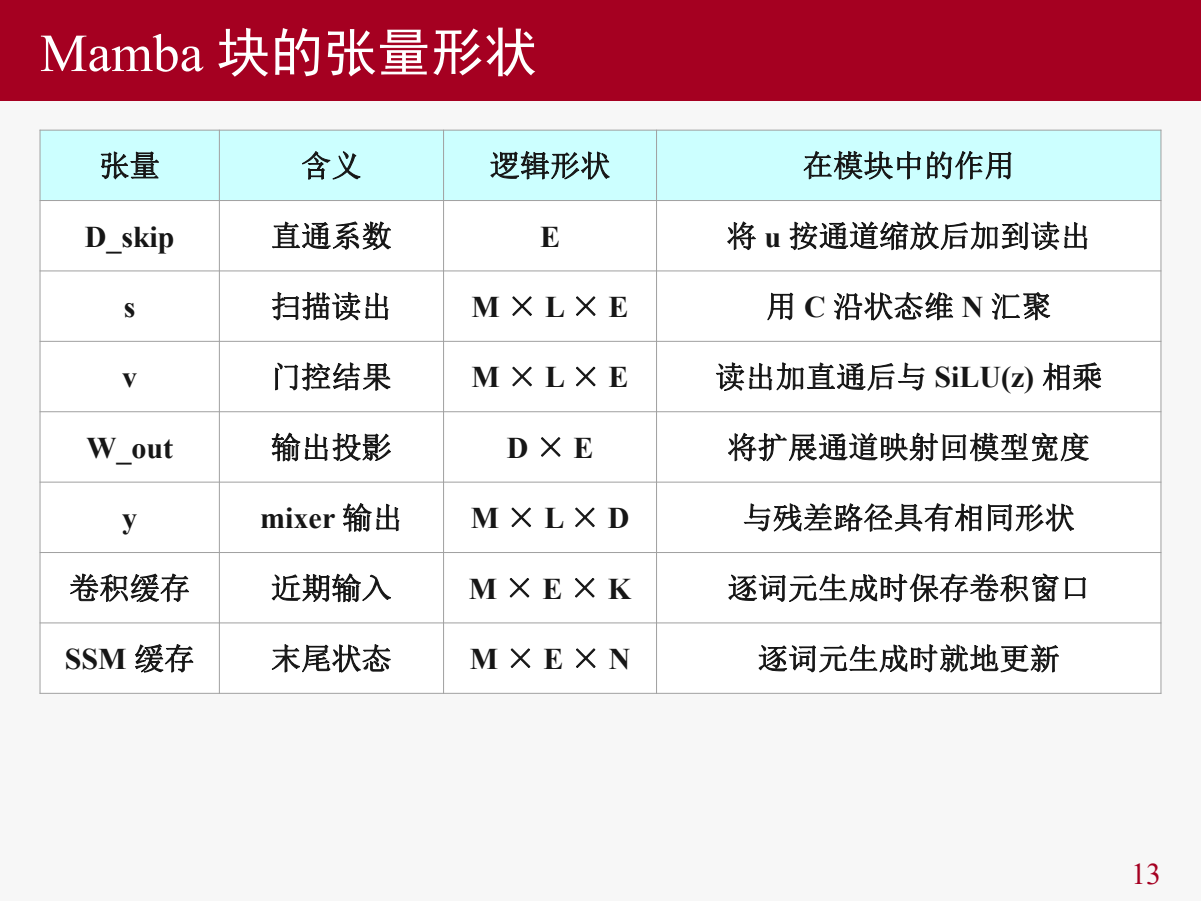 Mamba 块的张量形状
张量 含义 逻辑形状 在模块中的作用
D_skip 直通系数 E 将 u 按通道缩放后加到读出
s 扫描读出 M × L × E 用 C 沿状态维 N 汇聚
v 门控结果 M × L × E 读出加直通后与 SiLU(z) 相乘
W_out 输出投影 D × E 将扩展通道映射回模型宽度
y mixer 输出 M × L × D 与残差路径具有相同形状
卷积缓存 近期输入 M × E × K 逐词元生成时保存卷积窗口
SSM 缓存 末尾状态 M × E × N 逐词元生成时就地更新
13